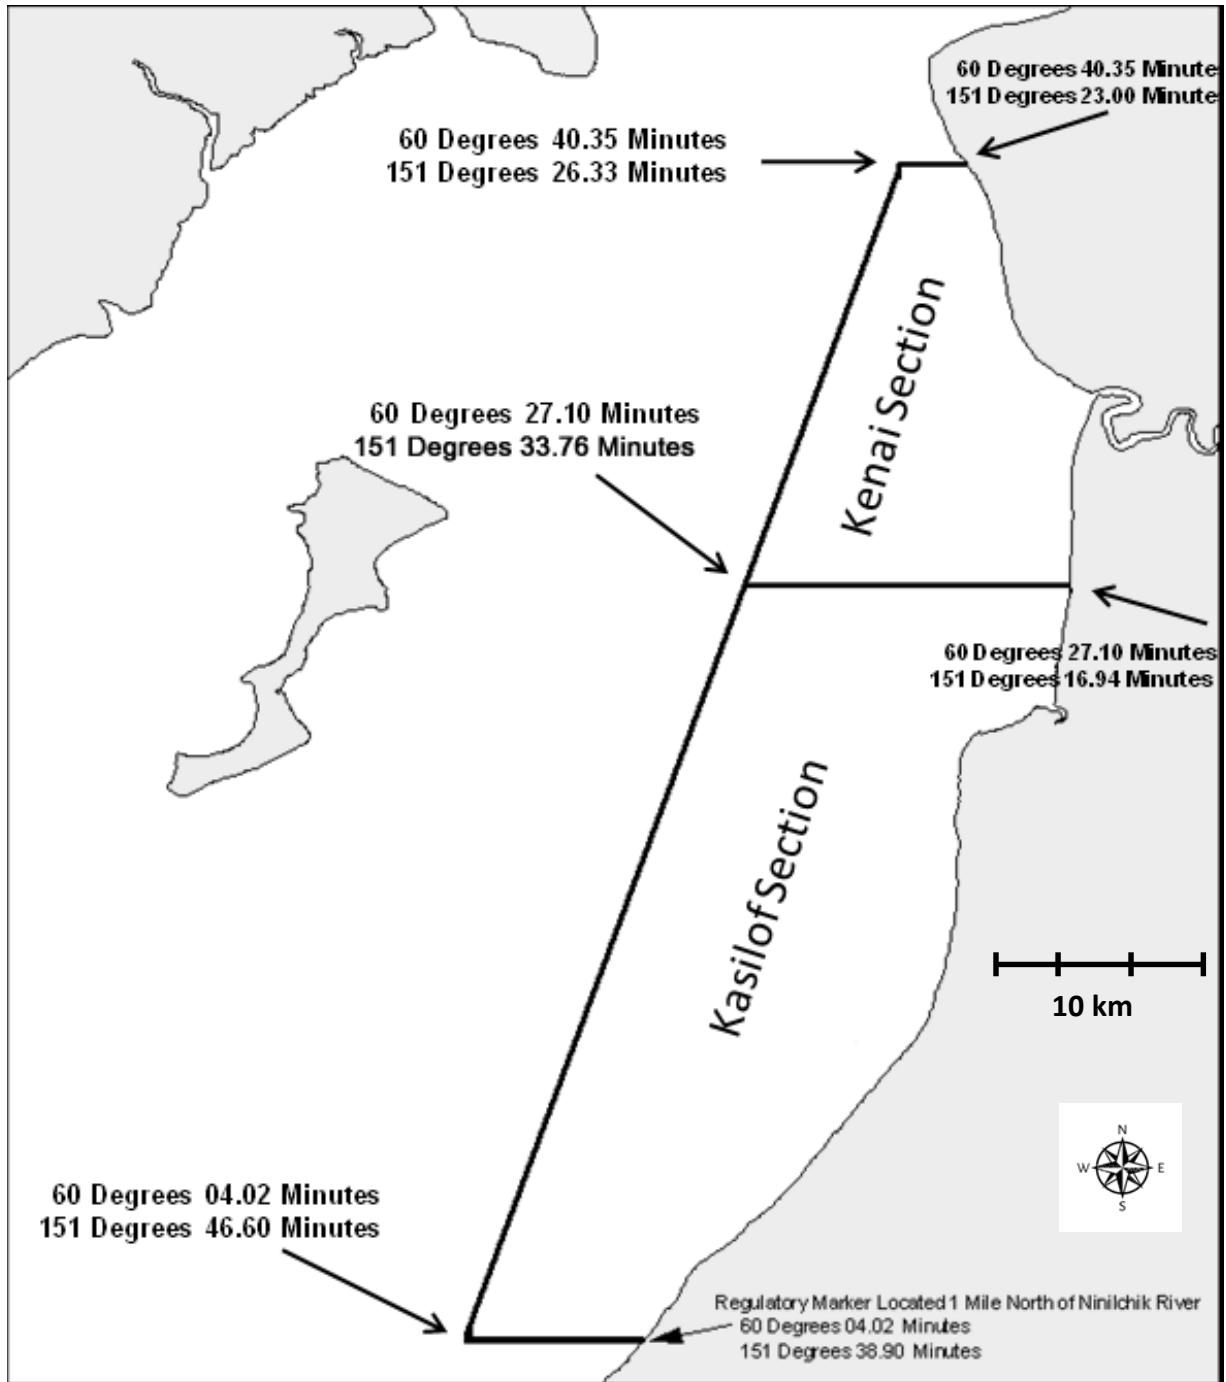 60 Degrees 40.35 Minute
151 Degrees 23.00 Minute
60 Degrees 40.35 Minutes
151 Degrees 26.33 Minutes
Kenai Section
60 Degrees 27.10 Minutes
151 Degrees 33.76 Minutes
60 Degrees 27.10 Minutes
151 Degrees 16.94 Minutes
Kasilof Section
10 km
N
W E
S
60 Degrees 04.02 Minutes
151 Degrees 46.60 Minutes
Regulatory Marker Located 1 Mile North of Ninilchik River
60 Degrees 04.02 Minutes
151 Degrees 38.90 Minutes